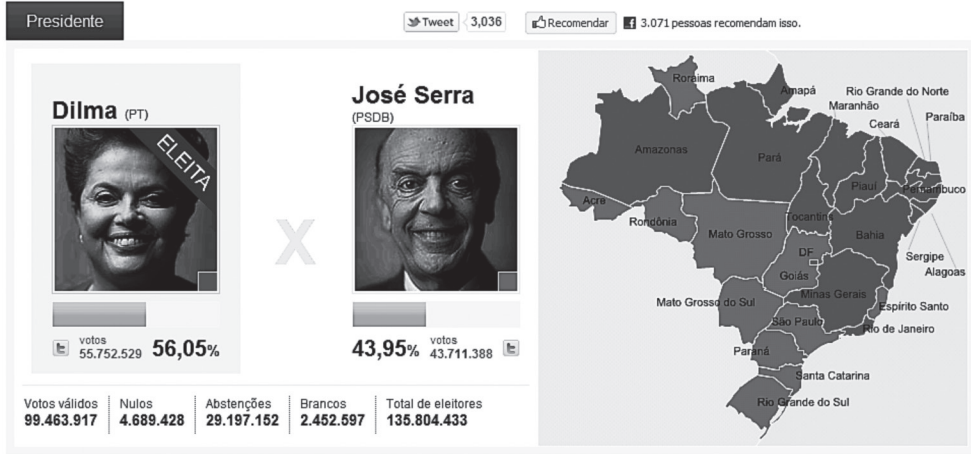 Presidente
Tweet 3,036
Recomendar
3.071 pessoas recomendam isso.
Dilma (PT)
ELEITA
votos
55.752.529 56,05%
X
José Serra
(PSDB)
43,95% votos
43.711.388
Votos válidos
99.463.917
Nulos
4.689.428
Abstenções
29.197.152
Brancos
2.452.597
Total de eleitores
135.804.433
Roraima
Amapá
Rio Grande do Norte
Maranhão
Paraíba
Ceará
Amazonas
Pará
Piauí
Pernambuco
Acre
Tocantins
Rondônia
Mato Grosso
Bahia
DF
Sergipe
Goiás
Alagoas
Minas Gerais
Mato Grosso do Sul
Espírito Santo
São Paulo
Rio de Janeiro
Paraná
Santa Catarina
Rio Grande do Sul